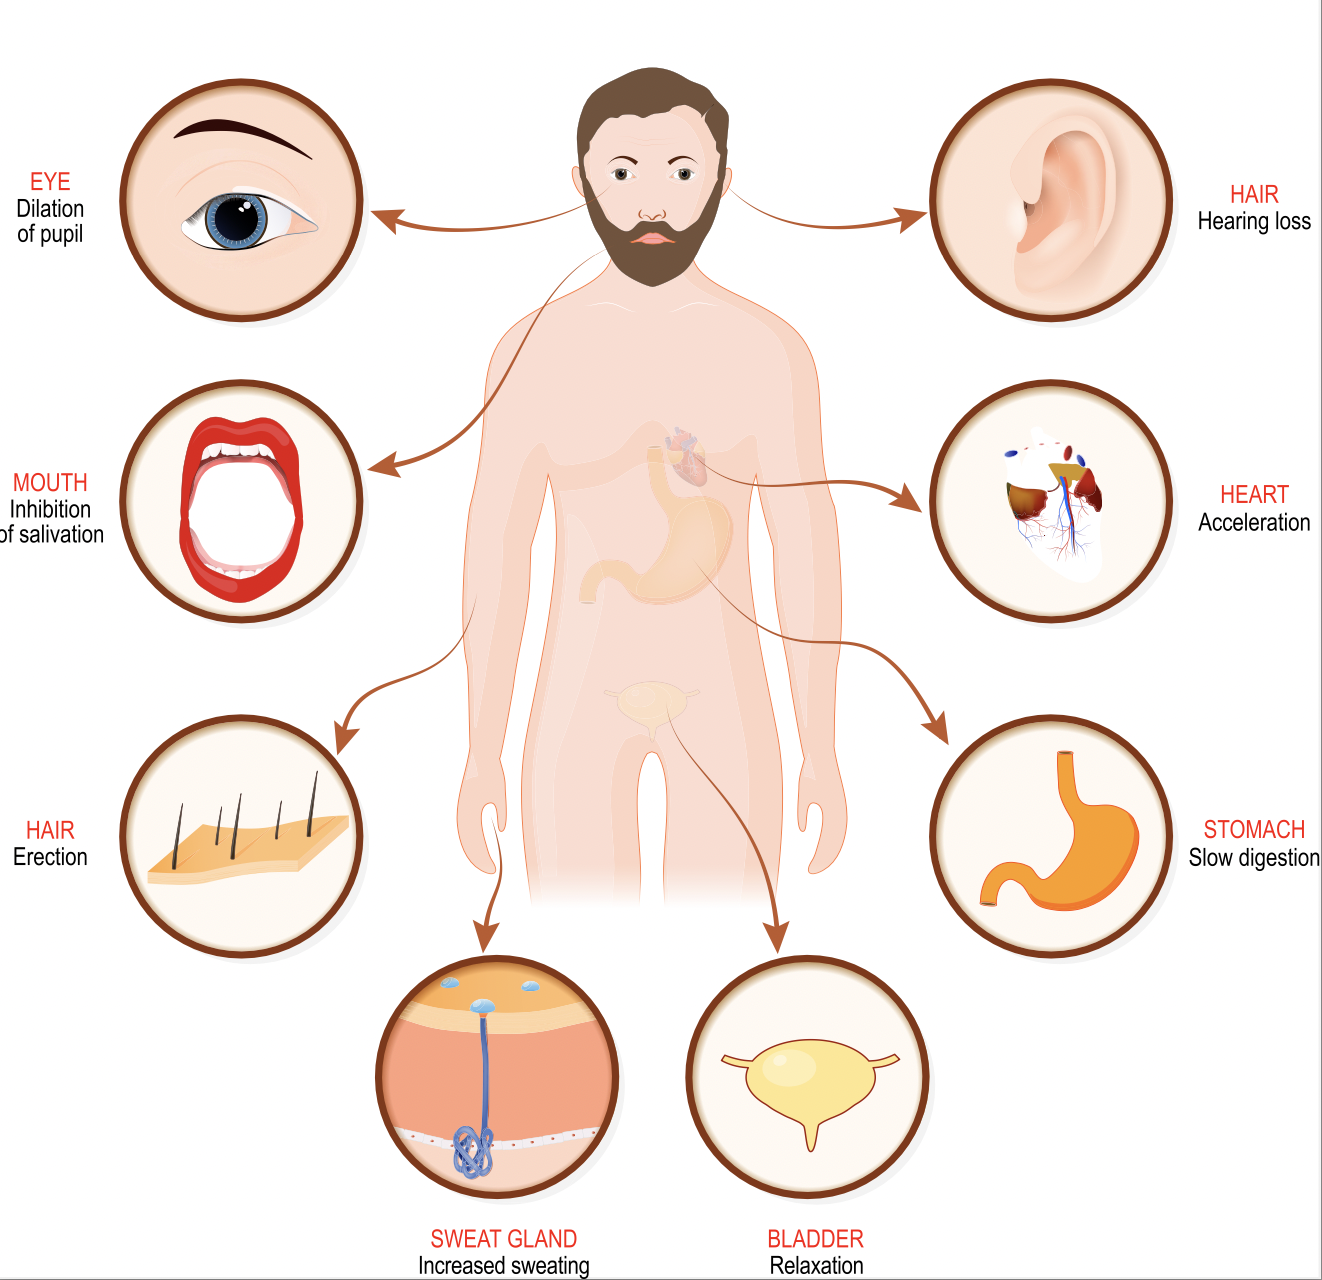 EYE
Dilation
of pupil
HAIR
Hearing loss
MOUTH
Inhibition
of salivation
HEART
Acceleration
HAIR
Erection
STOMACH
Slow digestion
SWEAT GLAND
Increased sweating
BLADDER
Relaxation